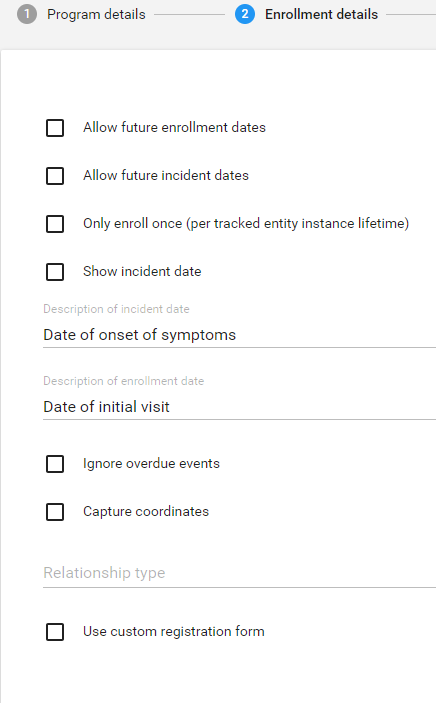 1 Program details 2 Enrollment details
Allow future enrollment dates
Allow future incident dates
Only enroll once (per tracked entity instance lifetime)
Show incident date
Description of incident date
Date of onset of symptoms
Description of enrollment date
Date of initial visit
Ignore overdue events
Capture coordinates
Relationship type
Use custom registration form